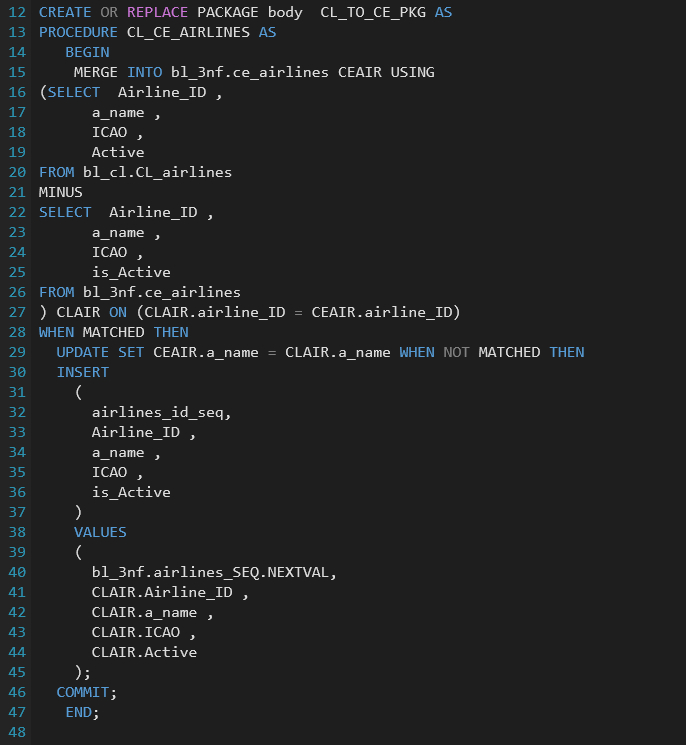 12 CREATE OR REPLACE PACKAGE body  CL_TO_CE_PKG AS
13 PROCEDURE CL_CE_AIRLINES AS
14    BEGIN
15     MERGE INTO bl_3nf.ce_airlines CEAIR USING
16 (SELECT  Airline_ID ,
17       a_name ,
18       ICAO ,
19       Active
20 FROM bl_cl.CL_airlines
21 MINUS
22 SELECT  Airline_ID ,
23       a_name ,
24       ICAO ,
25       is_Active
26 FROM bl_3nf.ce_airlines
27 ) CLAIR ON (CLAIR.airline_ID = CEAIR.airline_ID)
28 WHEN MATCHED THEN
29   UPDATE SET CEAIR.a_name = CLAIR.a_name WHEN NOT MATCHED THEN
30   INSERT
31     (
32       airlines_id_seq,
33       Airline_ID ,
34       a_name ,
35       ICAO ,
36       is_Active
37     )
38     VALUES
39     (
40       bl_3nf.airlines_SEQ.NEXTVAL,
41       CLAIR.Airline_ID ,
42       CLAIR.a_name ,
43       CLAIR.ICAO ,
44       CLAIR.Active
45     );
46   COMMIT;
47    END;
48